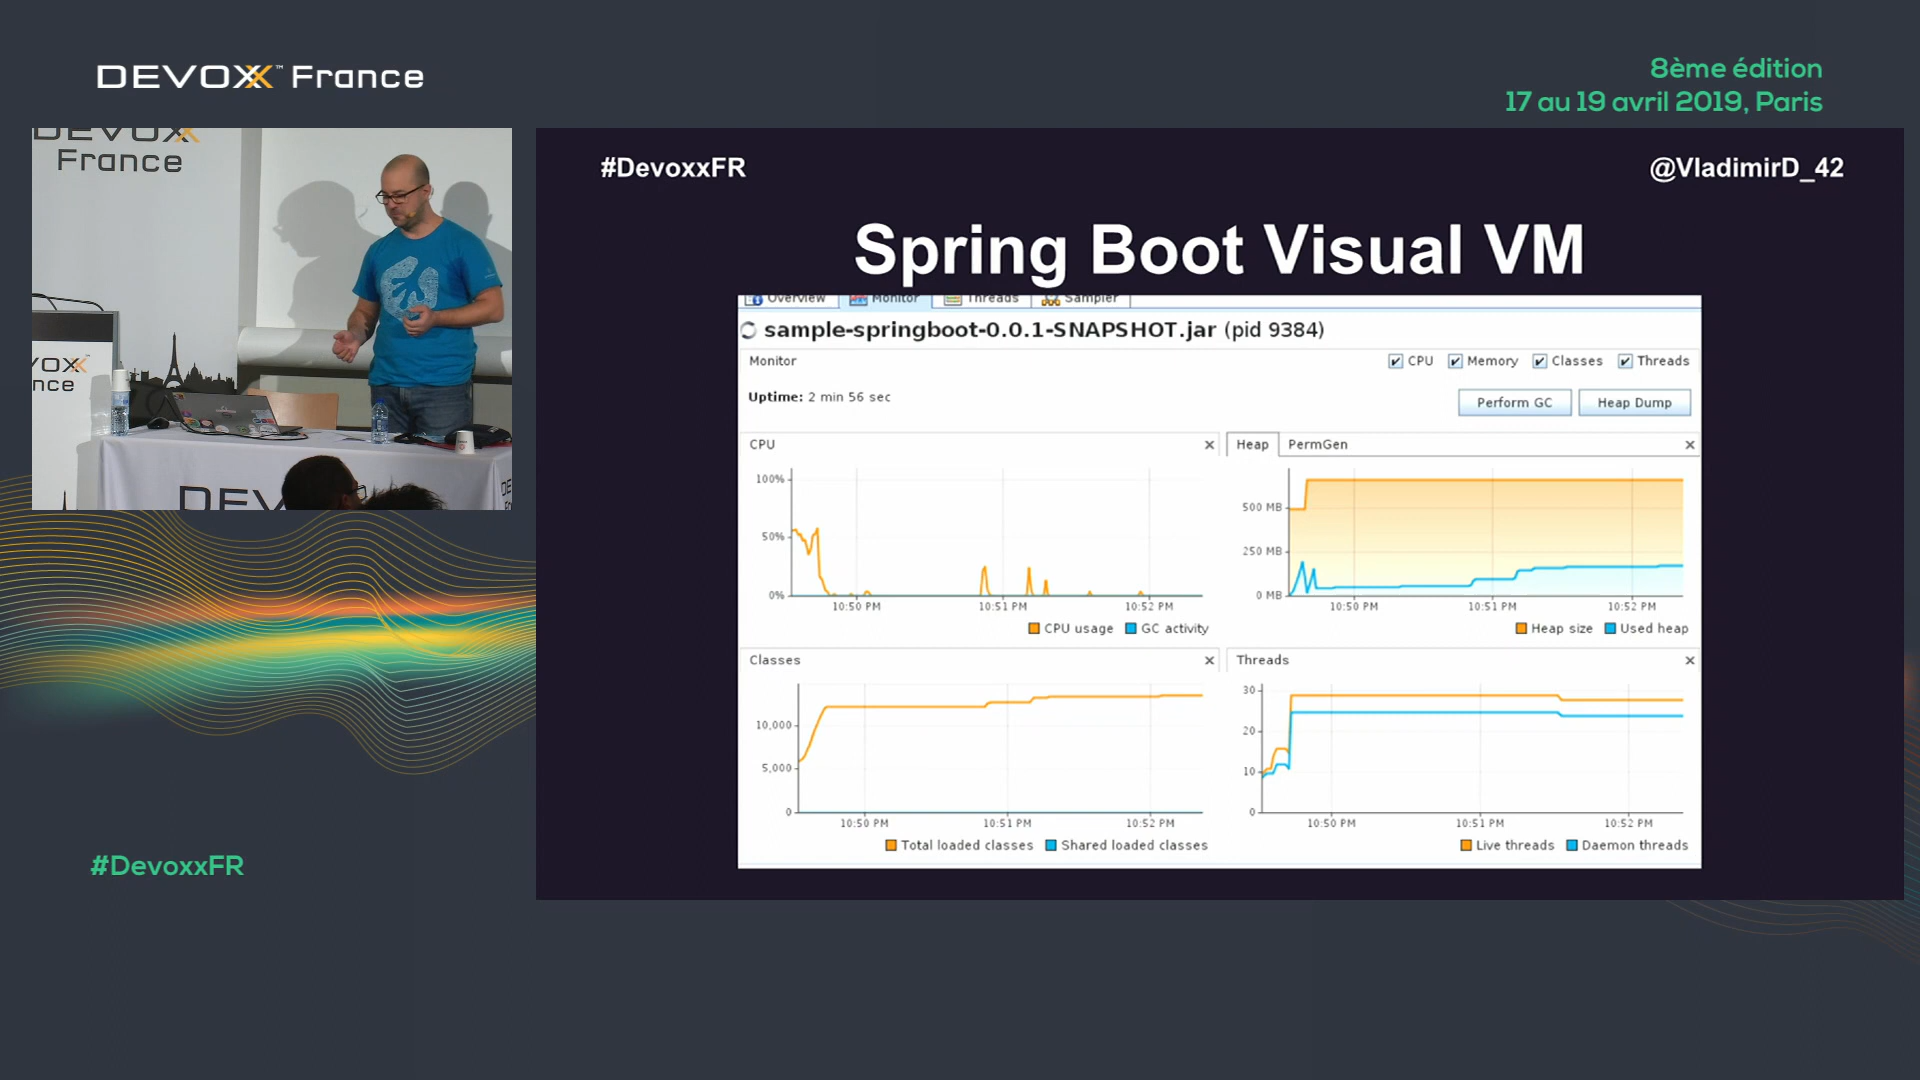 DEVOXX™ France
8ème édition
17 au 19 avril 2019, Paris
DEVOXX
France
VOXX™
nce
DEV
#DevoxxFR
@VladimirD_42
Spring Boot Visual VM
Overview Monitor Threads Sampler
sample-springboot-0.0.1-SNAPSHOT.jar (pid 9384)
Monitor
CPU Memory Classes Threads
Uptime: 2 min 56 sec
Perform GC Heap Dump
CPU
100%
50%
0%
10:50 PM 10:51 PM 10:52 PM
CPU usage GC activity
Heap PermGen
500 MB
250 MB
0 MB
10:50 PM 10:51 PM 10:52 PM
Heap size Used heap
Classes
10,000
5,000
0
10:50 PM 10:51 PM 10:52 PM
Total loaded classes Shared loaded classes
Threads
30
20
10
0
10:50 PM 10:51 PM 10:52 PM
Live threads Daemon threads
#DevoxxFR